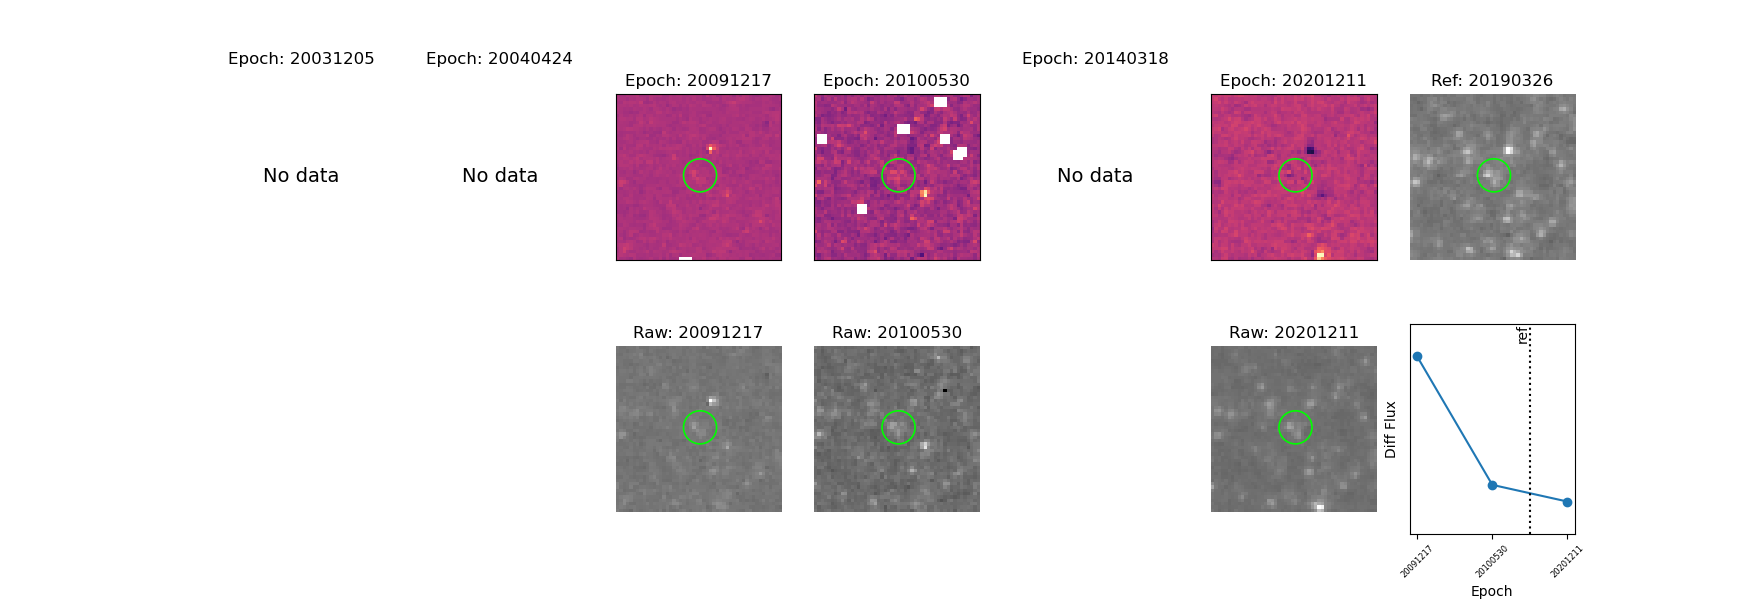 Epoch: 20031205
Epoch: 20040424
Epoch: 20091217
Epoch: 20100530
Epoch: 20140318
Epoch: 20201211
Ref: 20190326
No data
No data
No data
Raw: 20091217
Raw: 20100530
Raw: 20201211
ref
Diff Flux
20091217
20100530
20201211
Epoch